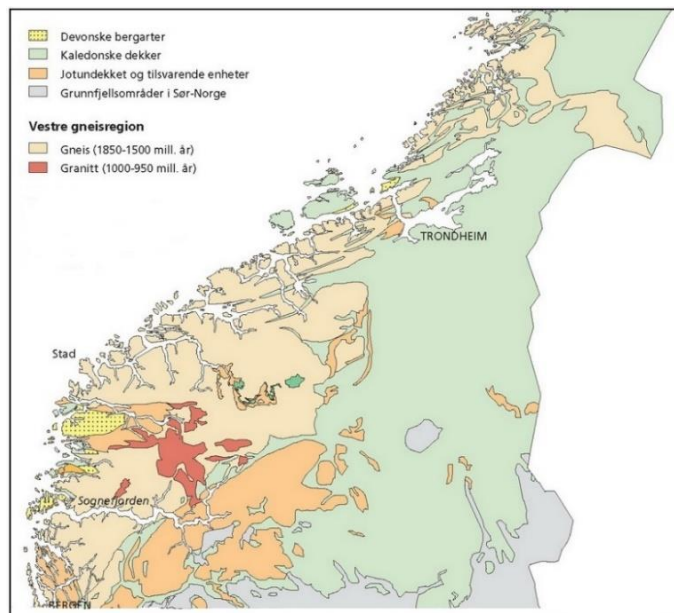 Devonske bergarter
Kaledonske dekker
Jotundekket og tilsvarende enheter
Grunnfjellsområder i Sør-Norge
Vestre gneisregion
Gneis (1850-1500 mill. år)
Granitt (1000-950 mill. år)
TRONDHEIM
Stad
Sognefjorden
BERGEN